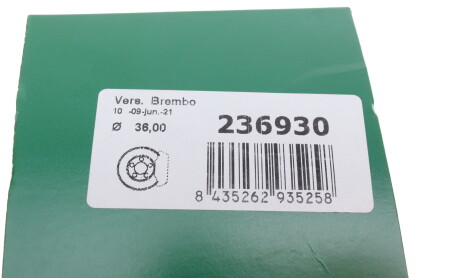 Vers. Brembo
10 -09-jun.-21
Ø 36,00
236930
8 435262 935258